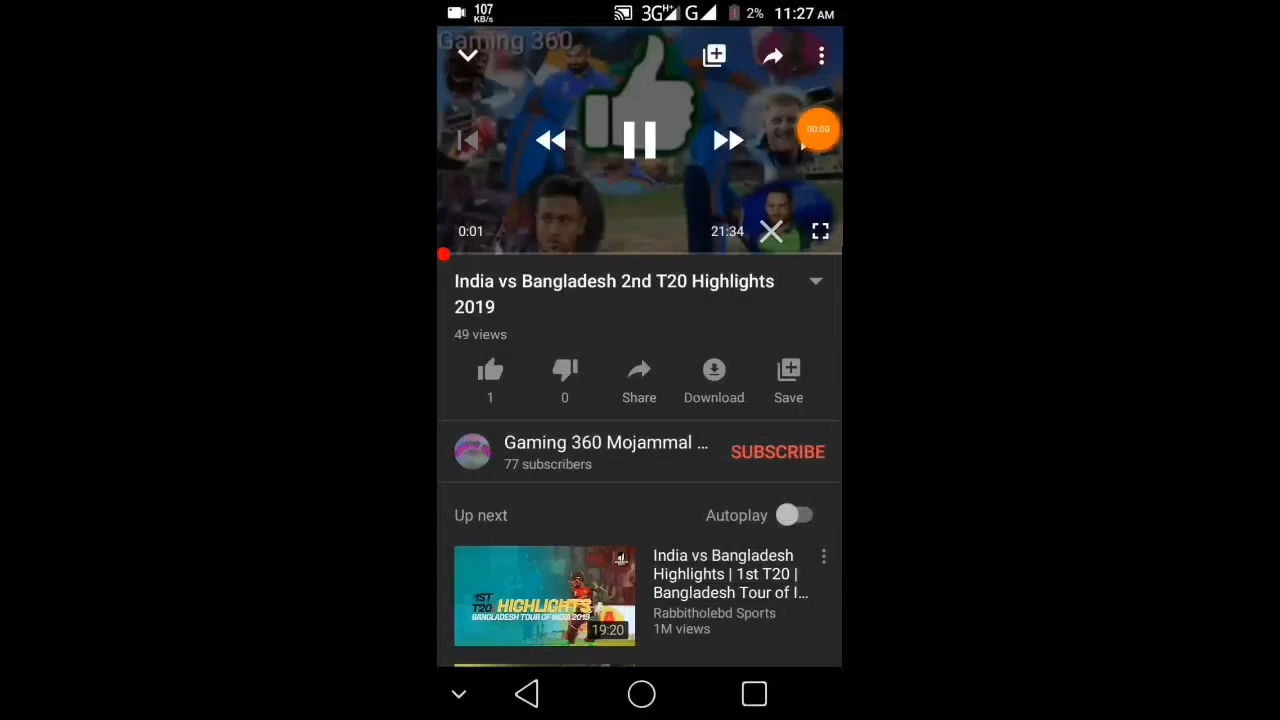 107
KB/s
3G H+ G 2% 11:27 AM
Gaming 360
00:00
0:01
21:34
India vs Bangladesh 2nd T20 Highlights
2019
49 views
1
0
Share
Download
Save
Gaming 360 Mojammal ...
77 subscribers
SUBSCRIBE
Up next
Autoplay
1ST
T20 HIGHLIGHTS
BANGLADESH TOUR OF INDIA 2019
19:20
India vs Bangladesh
Highlights | 1st T20 |
Bangladesh Tour of I...
Rabbitholebd Sports
1M views